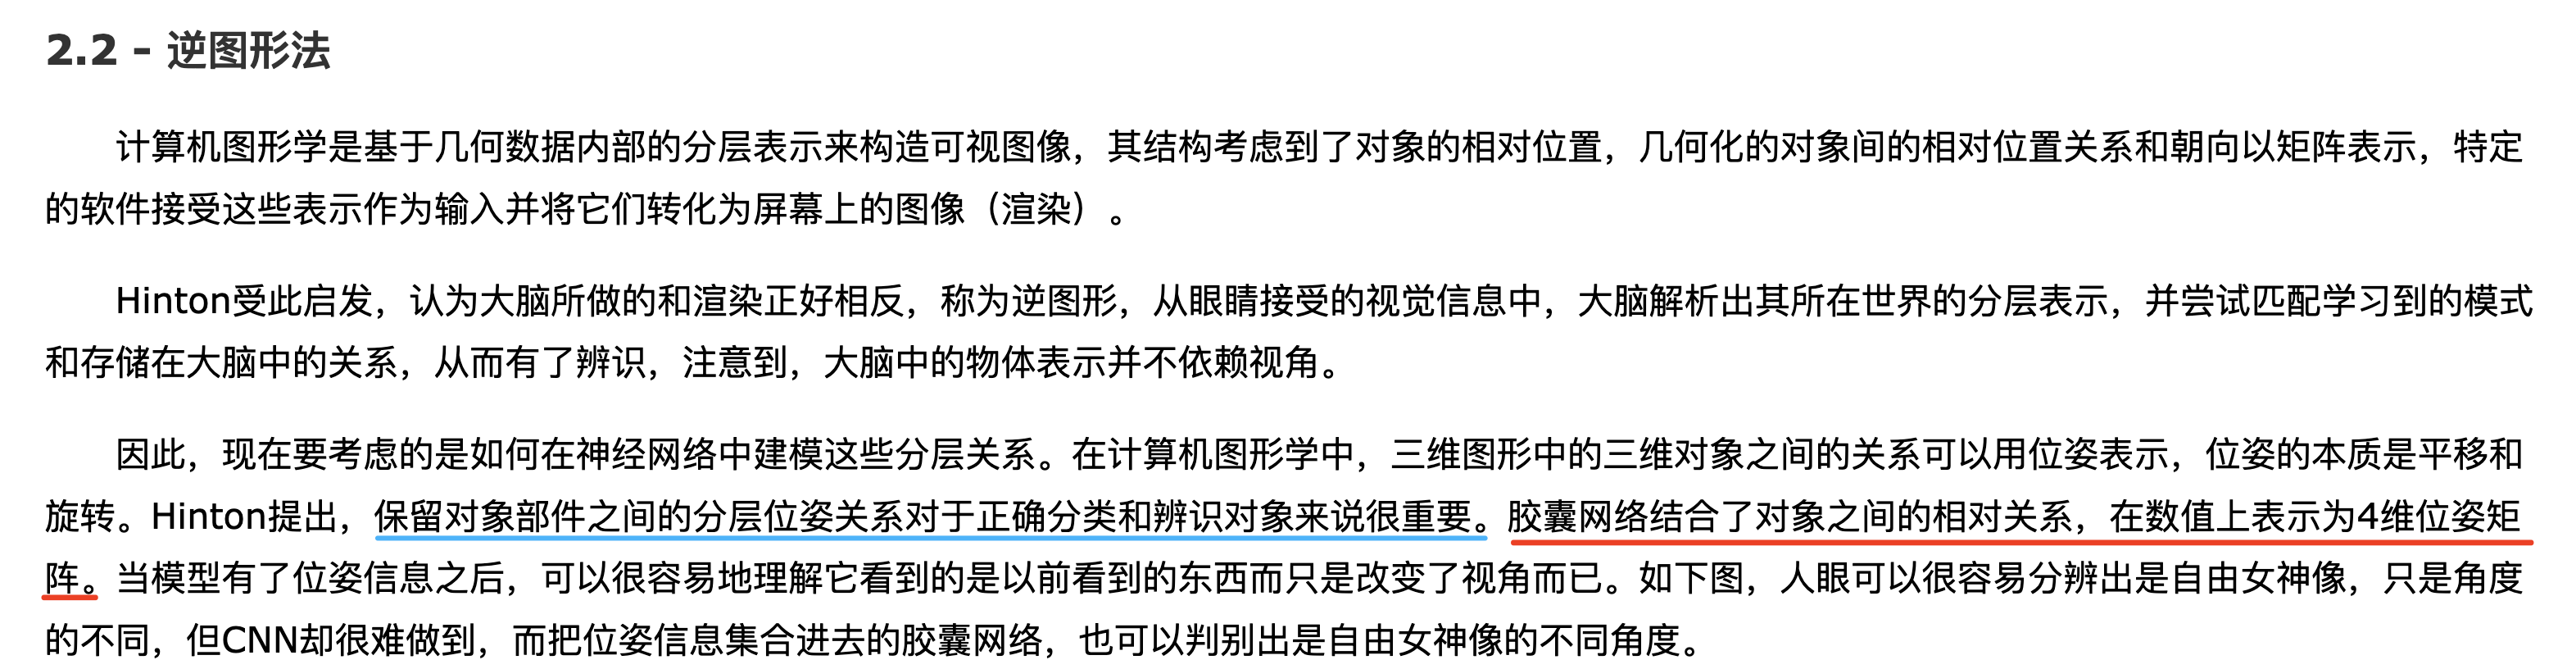 2.2 - 逆图形法
计算机图形学是基于几何数据内部的分层表示来构造可视图像，其结构考虑到了对象的相对位置，几何化的对象间的相对位置关系和朝向以矩阵表示，特定
的软件接受这些表示作为输入并将它们转化为屏幕上的图像（渲染）。
Hinton受此启发，认为大脑所做的和渲染正好相反，称为逆图形，从眼睛接受的视觉信息中，大脑解析出其所在世界的分层表示，并尝试匹配学习到的模式
和存储在大脑中的关系，从而有了辨识，注意到，大脑中的物体表示并不依赖视角。
因此，现在要考虑的是如何在神经网络中建模这些分层关系。在计算机图形学中，三维图形中的三维对象之间的关系可以用位姿表示，位姿的本质是平移和
旋转。Hinton提出，保留对象部件之间的分层位姿关系对于正确分类和辨识对象来说很重要。胶囊网络结合了对象之间的相对关系，在数值上表示为4维位姿矩
阵。当模型有了位姿信息之后，可以很容易地理解它看到的是以前看到的东西而只是改变了视角而已。如下图，人眼可以很容易分辨出是自由女神像，只是角度
的不同，但CNN却很难做到，而把位姿信息集合进去的胶囊网络，也可以判别出是自由女神像的不同角度。